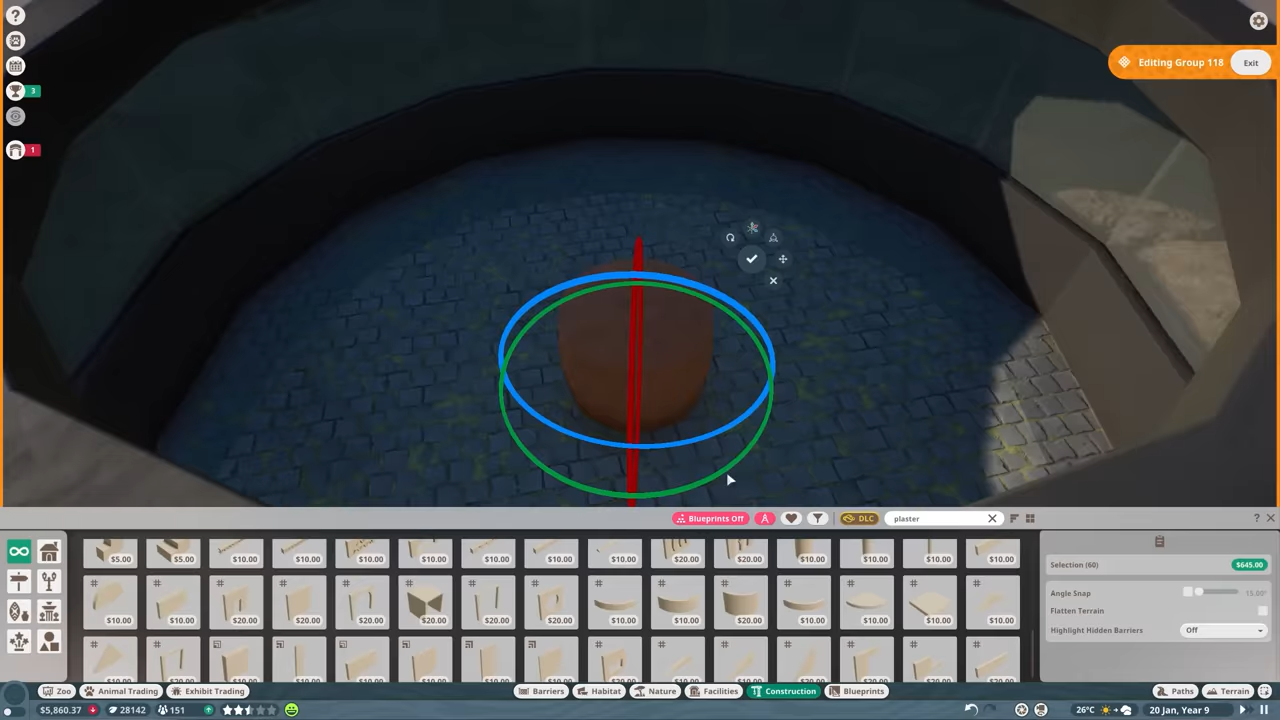 ?
3
1
Editing Group 118
Exit
Blueprints Off
DLC
plaster
?
$5.00 $5.00 $10.00 $10.00 $20.00 $20.00 $10.00 $10.00 $10.00 $20.00 $20.00 $10.00 $10.00 $10.00 $10.00
$10.00 $10.00 $20.00 $10.00 $20.00 $20.00 $10.00 $20.00 $10.00 $10.00 $20.00 $10.00 $10.00 $10.00 $10.00
Selection (60)
$645.00
Angle Snap
15.00°
Flatten Terrain
Highlight Hidden Barriers
Off
Zoo
Animal Trading
Exhibit Trading
Barriers
Habitat
Nature
Facilities
Construction
Blueprints
Paths
Terrain
$5,860.37
28142
151
26°C
20 Jan, Year 9